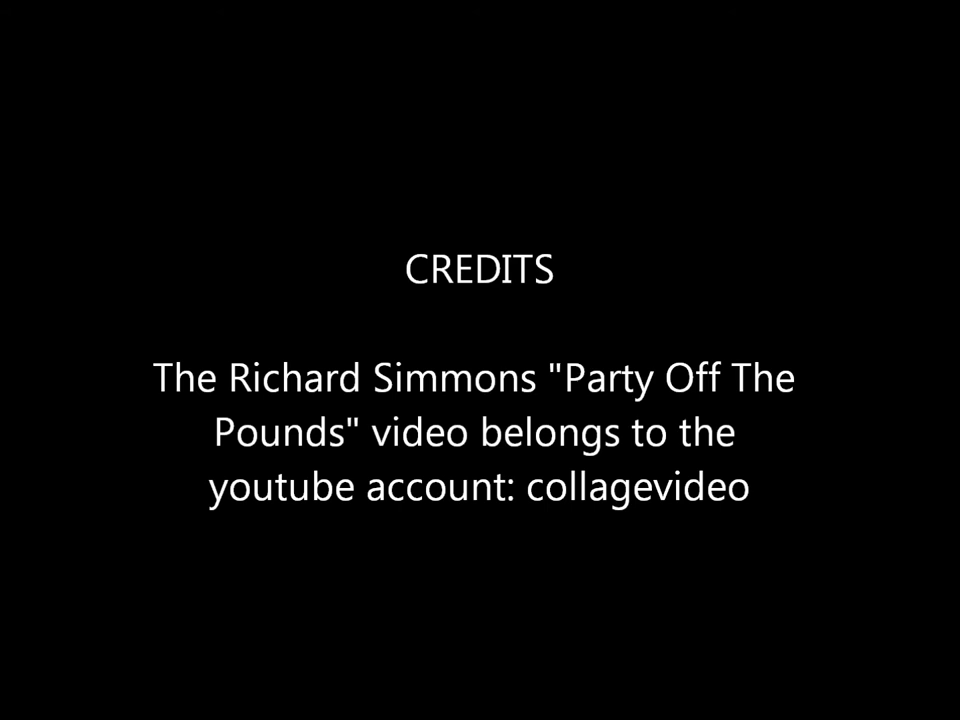 CREDITS
The Richard Simmons "Party Off The
Pounds" video belongs to the
youtube account: collagevideo